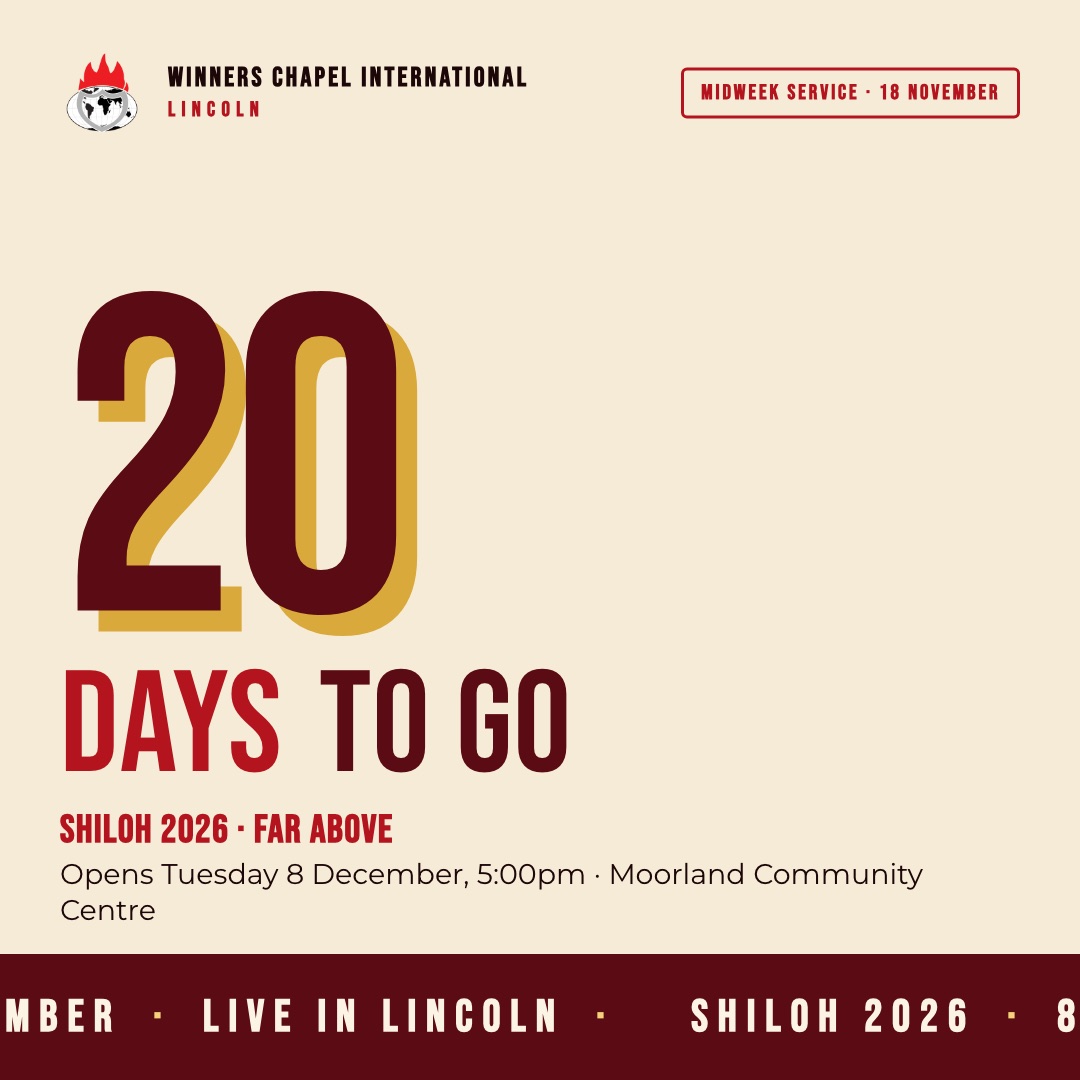 WINNERS CHAPEL INTERNATIONAL
LINCOLN
MIDWEEK SERVICE · 18 NOVEMBER
20
DAYS TO GO
SHILOH 2026 · FAR ABOVE
Opens Tuesday 8 December, 5:00pm · Moorland Community
Centre
MBER · LIVE IN LINCOLN · SHILOH 2026 · 8